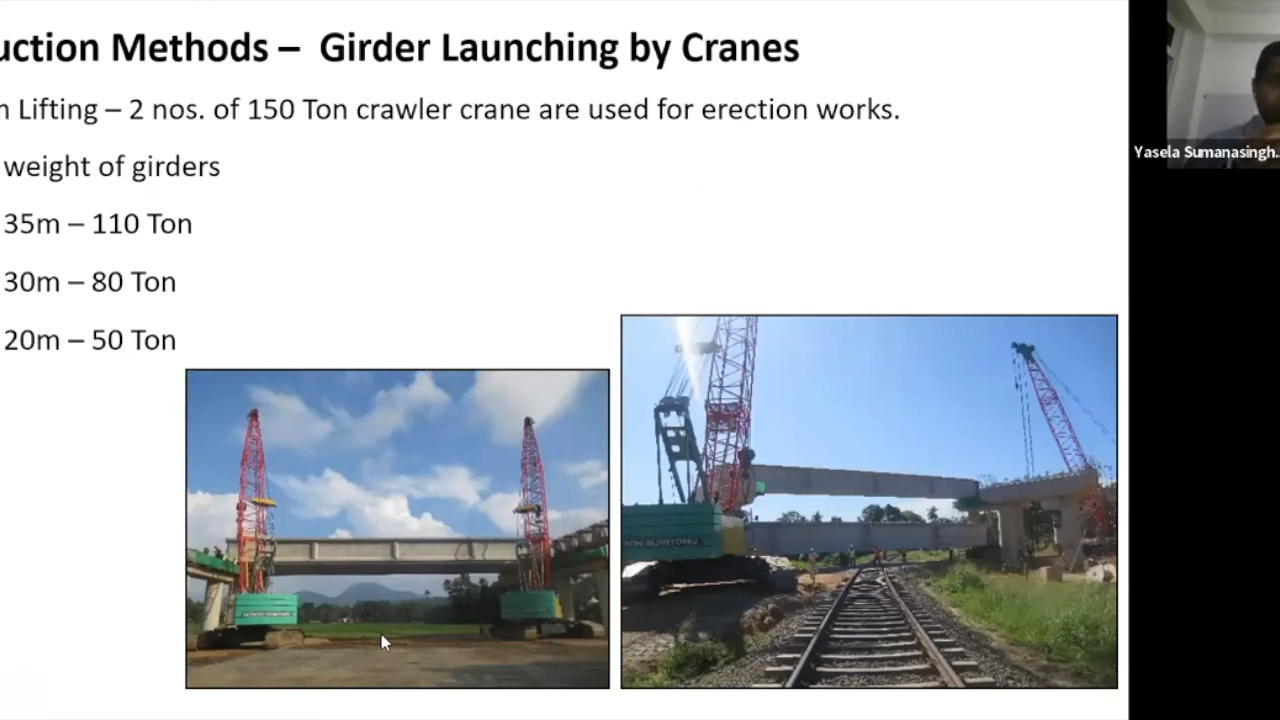 uction Methods – Girder Launching by Cranes
n Lifting – 2 nos. of 150 Ton crawler crane are used for erection works.
weight of girders
35m – 110 Ton
30m – 80 Ton
20m – 50 Ton
Yasela Sumanasingh..
SUMITOMO